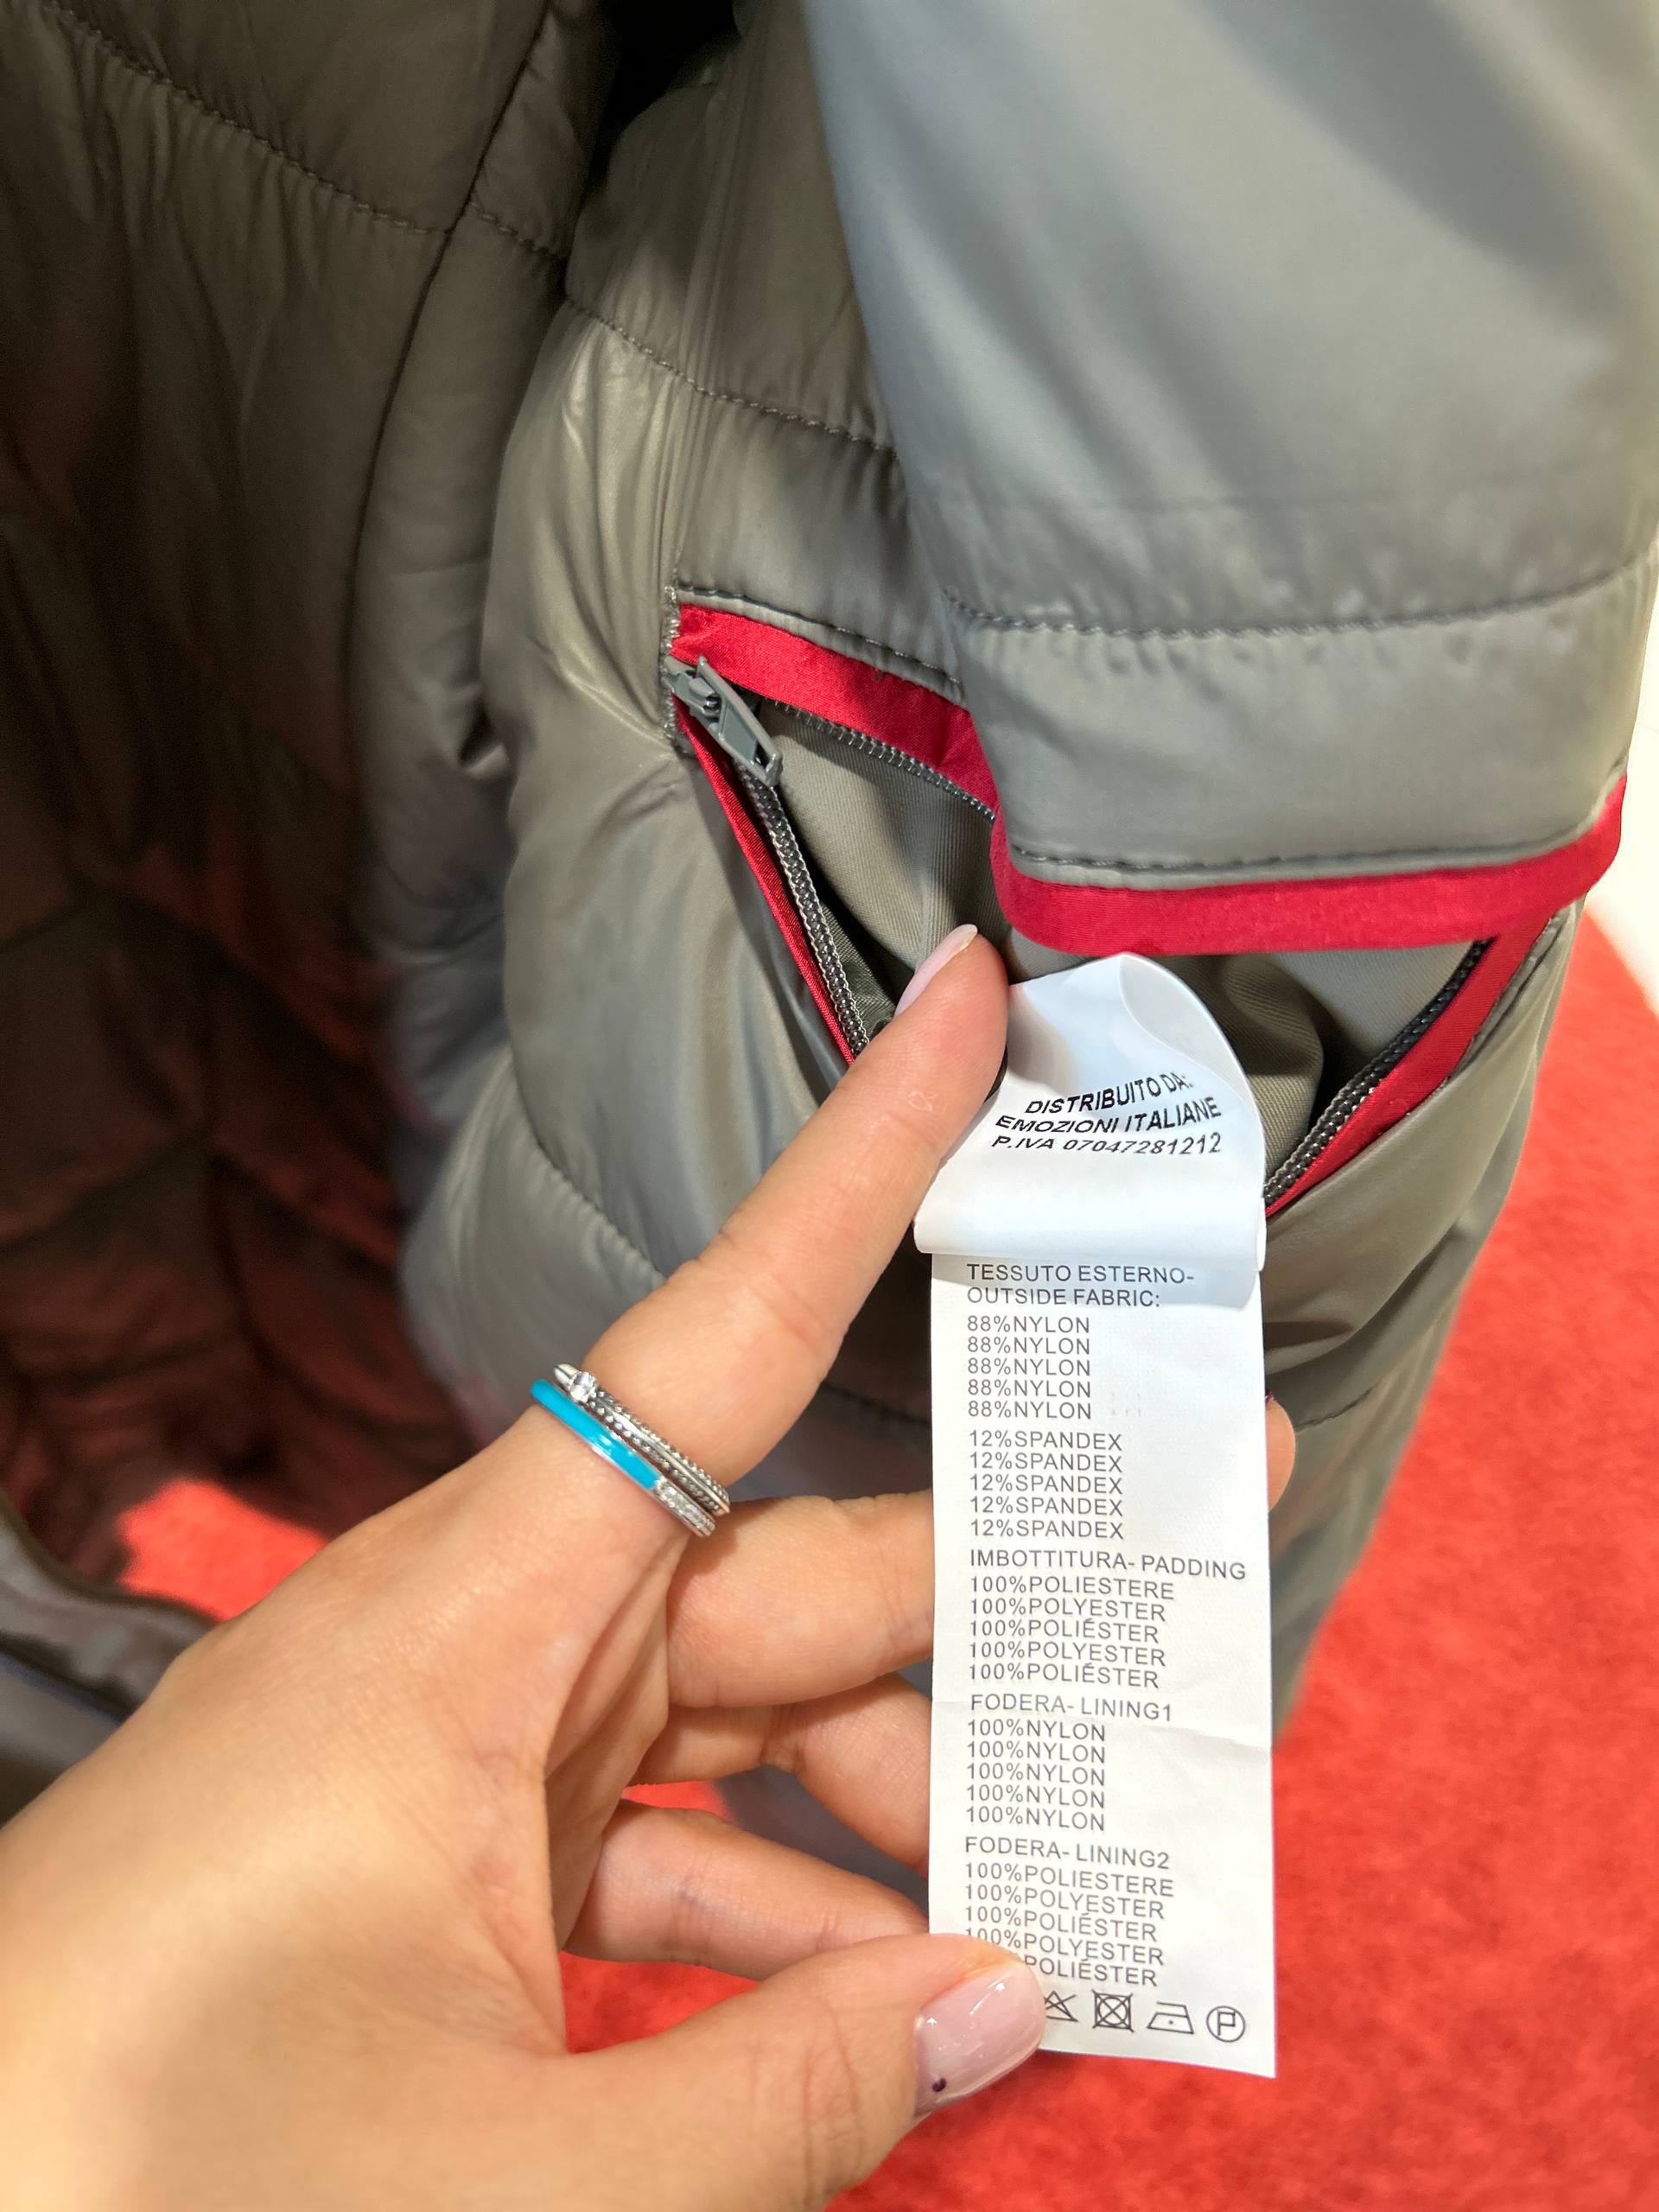 DISTRIBUITO DA:
EMOZIONI ITALIANE
P.IVA 07047281212
TESSUTO ESTERNO-
OUTSIDE FABRIC:
88%NYLON
88%NYLON
88%NYLON
88%NYLON
88%NYLON
12%SPANDEX
12%SPANDEX
12%SPANDEX
12%SPANDEX
12%SPANDEX
IMBOTTITURA- PADDING
100%POLIESTERE
100%POLYESTER
100%POLIÉSTER
100%POLYESTER
100%POLIÉSTER
FODERA- LINING1
100%NYLON
100%NYLON
100%NYLON
100%NYLON
100%NYLON
FODERA- LINING2
100%POLIESTERE
100%POLYESTER
100%POLIÉSTER
100%POLYESTER
POLIÉSTER
P